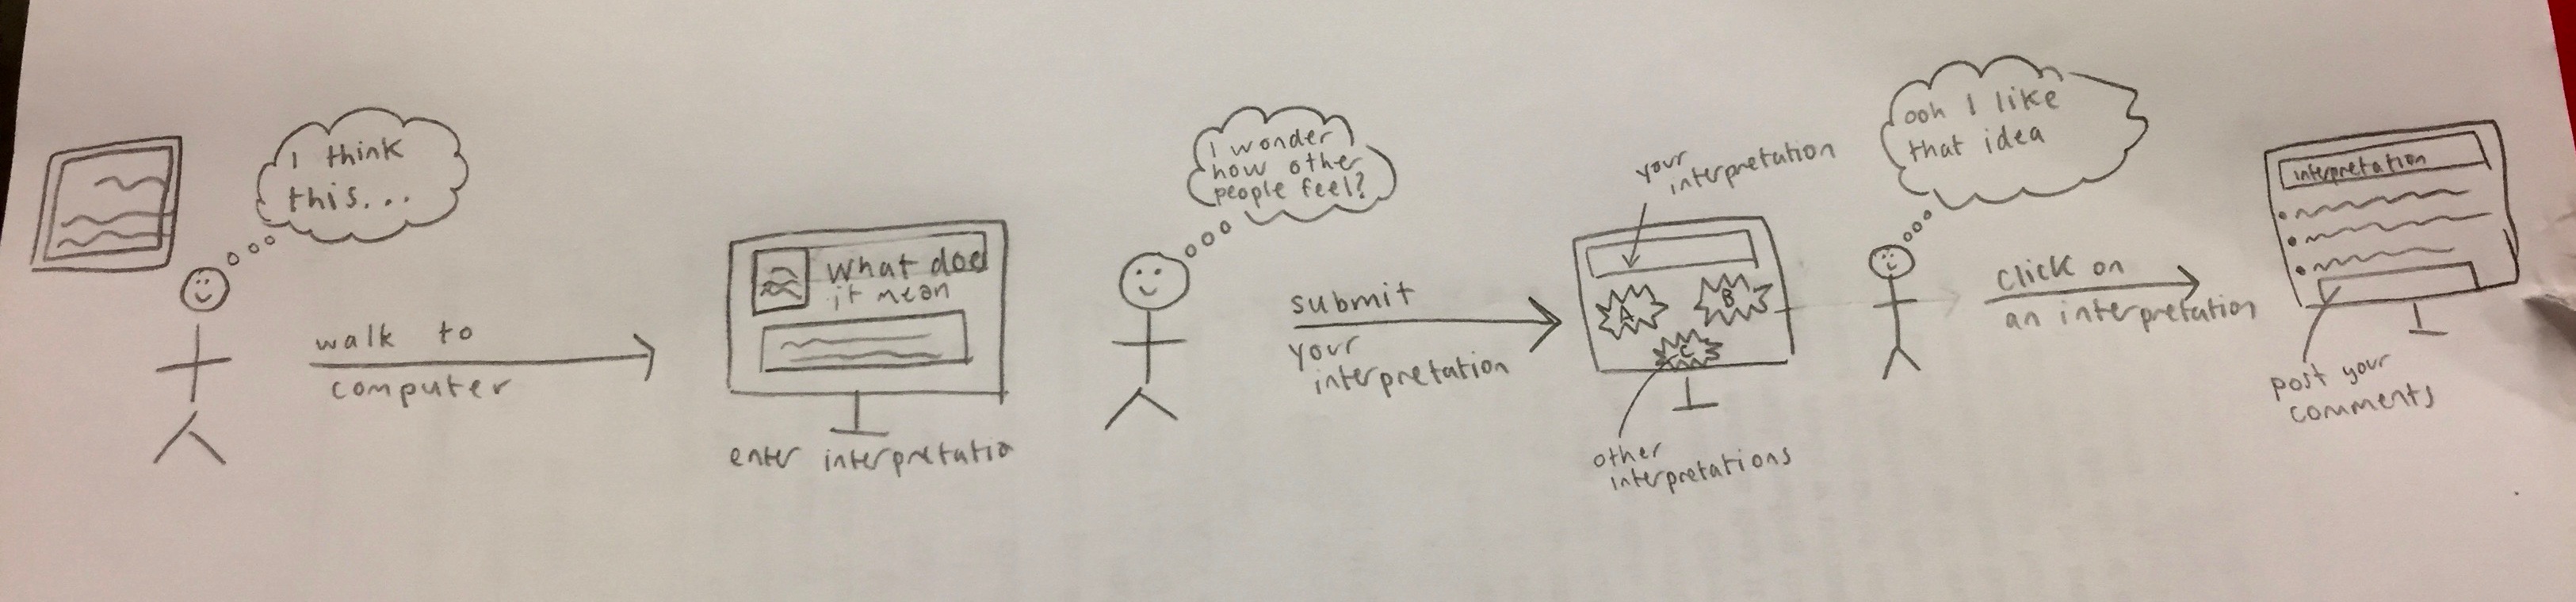 I think
this...
walk to
computer
What does
it mean
enter interpretatio
I wonder
how other
people feel?
submit
your
interpretation
your
interpretation
A
B
C
other
interpretations
ooh I like
that idea
click on
an interpretation
interpretation
post your
comments